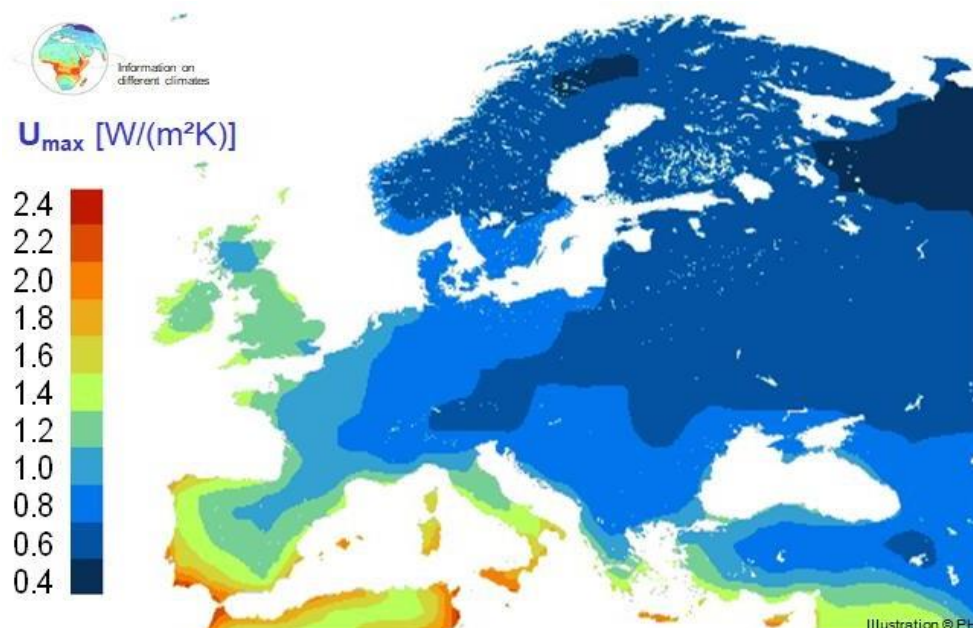 Information on
different climates
Umax [W/(m²K)]
2.4
2.2
2.0
1.8
1.6
1.4
1.2
1.0
0.8
0.6
0.4
Illustration © PH